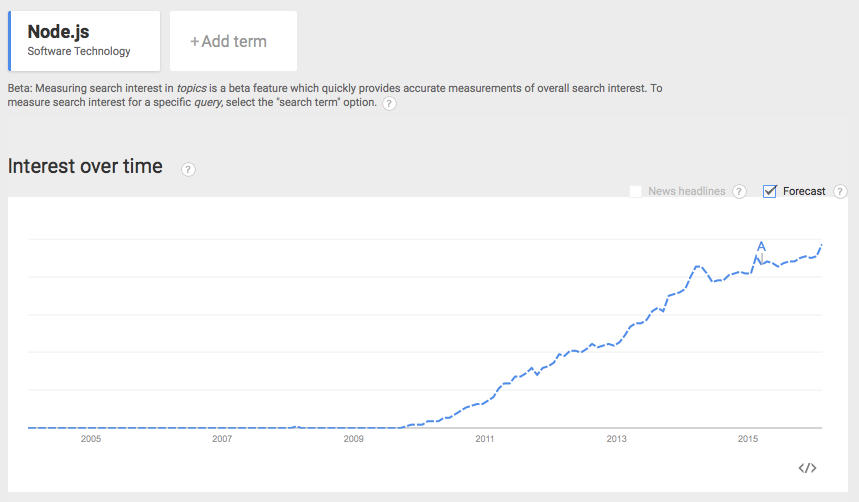 Node.js
Software Technology
+Add term
Beta: Measuring search interest in topics is a beta feature which quickly provides accurate measurements of overall search interest. To
measure search interest for a specific query, select the "search term" option. ?
Interest over time ?
News headlines ? Forecast ?
A
2005 2007 2009 2011 2013 2015
</>